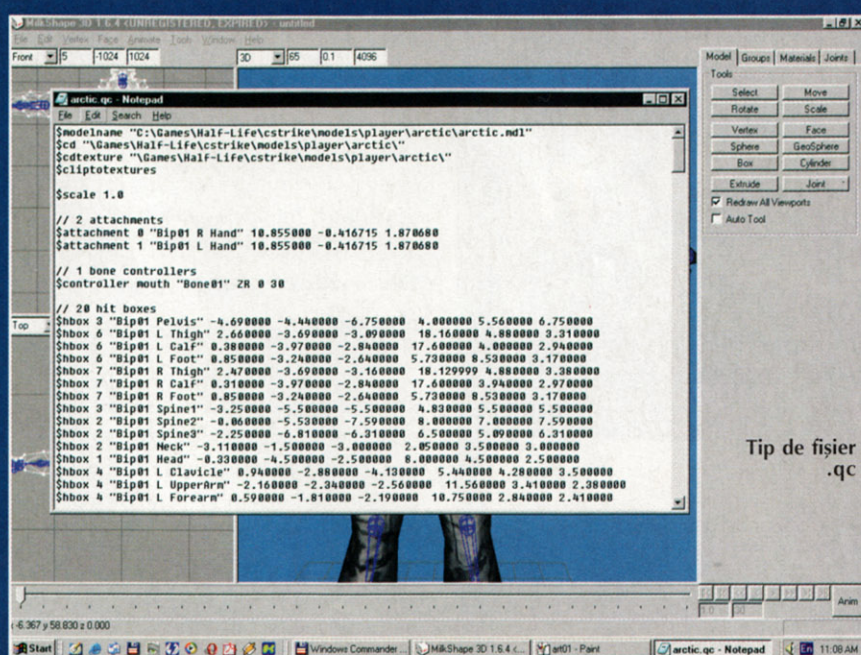 MilkShape 3D 1.6.4 (UNREGISTERED, EXPIRED) - untitled
File Edit Vertex Face Animate Tools Window Help
Front 5 -1024 1024 3D 65 0.1 4096
Model Groups Materials Joints
Tools
Select Move
Rotate Scale
Vertex Face
Sphere GeoSphere
Box Cylinder
Extrude Joint
Redraw All Viewports
Auto Tool
arctic.qc - Notepad
File Edit Search Help
$modelname "C:\Games\Half-Life\cstrike\models\player\arctic\arctic.mdl"
$cd "\Games\Half-Life\cstrike\models\player\arctic\"
$cdtexture "\Games\Half-Life\cstrike\models\player\arctic\"
$cliptotextures
$scale 1.0
// 2 attachments
$attachment 0 "Bip01 R Hand" 10.855000 -0.416715 1.870680
$attachment 1 "Bip01 L Hand" 10.855000 -0.416715 1.870680
// 1 bone controllers
$controller mouth "Bone01" ZR 0 30
// 20 hit boxes
$hbox 3 "Bip01 Pelvis" -4.690000 -4.440000 -6.750000 4.000000 5.560000 6.750000
$hbox 6 "Bip01 L Thigh" 2.660000 -3.690000 -3.090000 18.160000 4.880000 3.310000
$hbox 6 "Bip01 L Calf" 0.380000 -3.970000 -2.840000 17.600000 4.000000 2.940000
$hbox 6 "Bip01 L Foot" 0.850000 -3.240000 -2.640000 5.730000 8.530000 3.170000
$hbox 7 "Bip01 R Thigh" 2.470000 -3.690000 -3.160000 18.129999 4.880000 3.380000
$hbox 7 "Bip01 R Calf" 0.310000 -3.970000 -2.840000 17.600000 3.940000 2.970000
$hbox 7 "Bip01 R Foot" 0.850000 -3.240000 -2.640000 5.730000 8.530000 3.170000
$hbox 3 "Bip01 Spine1" -3.250000 -5.500000 -5.500000 4.830000 5.500000 5.500000
$hbox 2 "Bip01 Spine2" -0.060000 -5.530000 -7.590000 8.000000 7.000000 7.590000
$hbox 2 "Bip01 Spine3" -2.250000 -6.810000 -6.310000 6.500000 5.090000 6.310000
$hbox 2 "Bip01 Neck" -3.110000 -1.500000 -3.000000 2.050000 3.500000 3.000000
$hbox 1 "Bip01 Head" -0.330000 -4.500000 -2.500000 8.000000 4.500000 2.500000
$hbox 4 "Bip01 L Clavicle" 0.940000 -2.880000 -4.130000 5.440000 4.280000 3.500000
$hbox 4 "Bip01 L UpperArm" -2.160000 -2.340000 -2.560000 11.560000 3.410000 2.380000
$hbox 4 "Bip01 L Forearm" 0.590000 -1.810000 -2.190000 10.750000 2.840000 2.410000
Top
Tip de fișier
.qc
Anim
-6.367 y 58.830 z 0.000
Start Windows Commander ... MilkShape 3D 1.6.4 <... art01 - Paint arctic.qc - Notepad En 11:08 AM